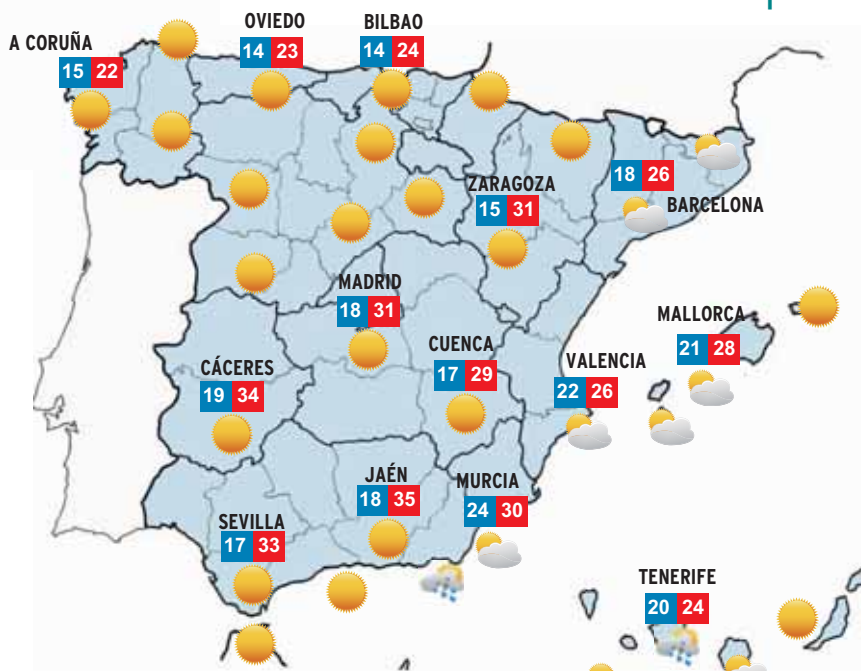 OVIEDO
14 23
BILBAO
14 24
A CORUÑA
15 22
ZARAGOZA
15 31
18 26
BARCELONA
MADRID
18 31
MALLORCA
21 28
CUENCA
17 29
VALENCIA
22 26
CÁCERES
19 34
JAÉN
18 35
MURCIA
24 30
SEVILLA
17 33
TENERIFE
20 24